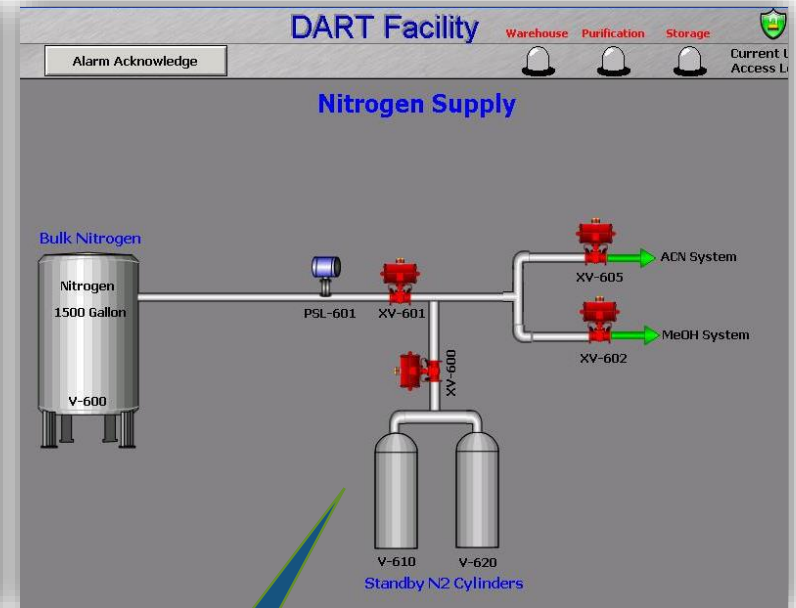 DART Facility
Warehouse Purification Storage
Alarm Acknowledge
Current
Access
Nitrogen Supply
Bulk Nitrogen
Nitrogen
1500 Gallon
V-600
PSL-601
XV-601
XV-600
XV-605
ACN System
XV-602
MeOH System
V-610
V-620
Standby N2 Cylinders